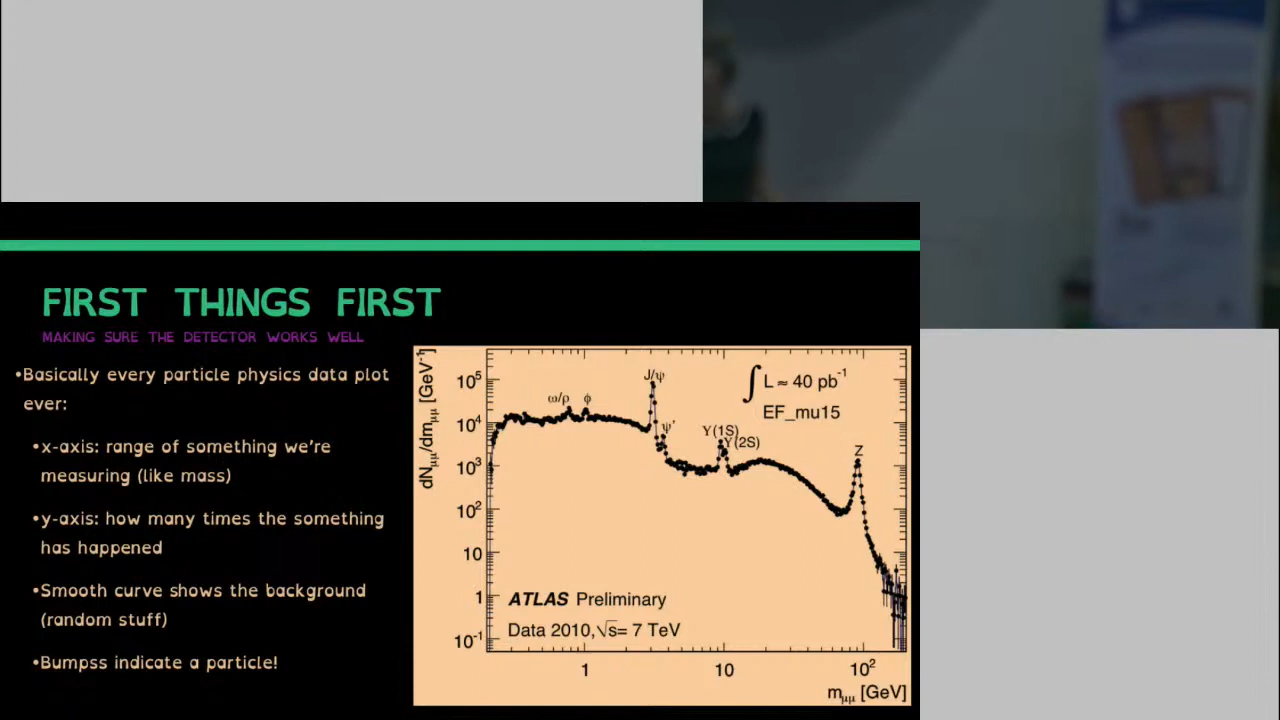 FIRST THINGS FIRST
MAKING SURE THE DETECTOR WORKS WELL
•Basically every particle physics data plot
ever:
•x-axis: range of something we're
measuring (like mass)
•y-axis: how many times the something
has happened
•Smooth curve shows the background
(random stuff)
•Bumpss indicate a particle!
dNμμ/dmμμ [GeV⁻¹]
10⁵
10⁴
10³
10²
10
1
10⁻¹
ω/ρ
ϕ
J/ψ
ψ'
Υ(1S)
Υ(2S)
Z
∫ L ≈ 40 pb⁻¹
EF_mu15
ATLAS Preliminary
Data 2010,√s= 7 TeV
1
10
10²
mμμ [GeV]